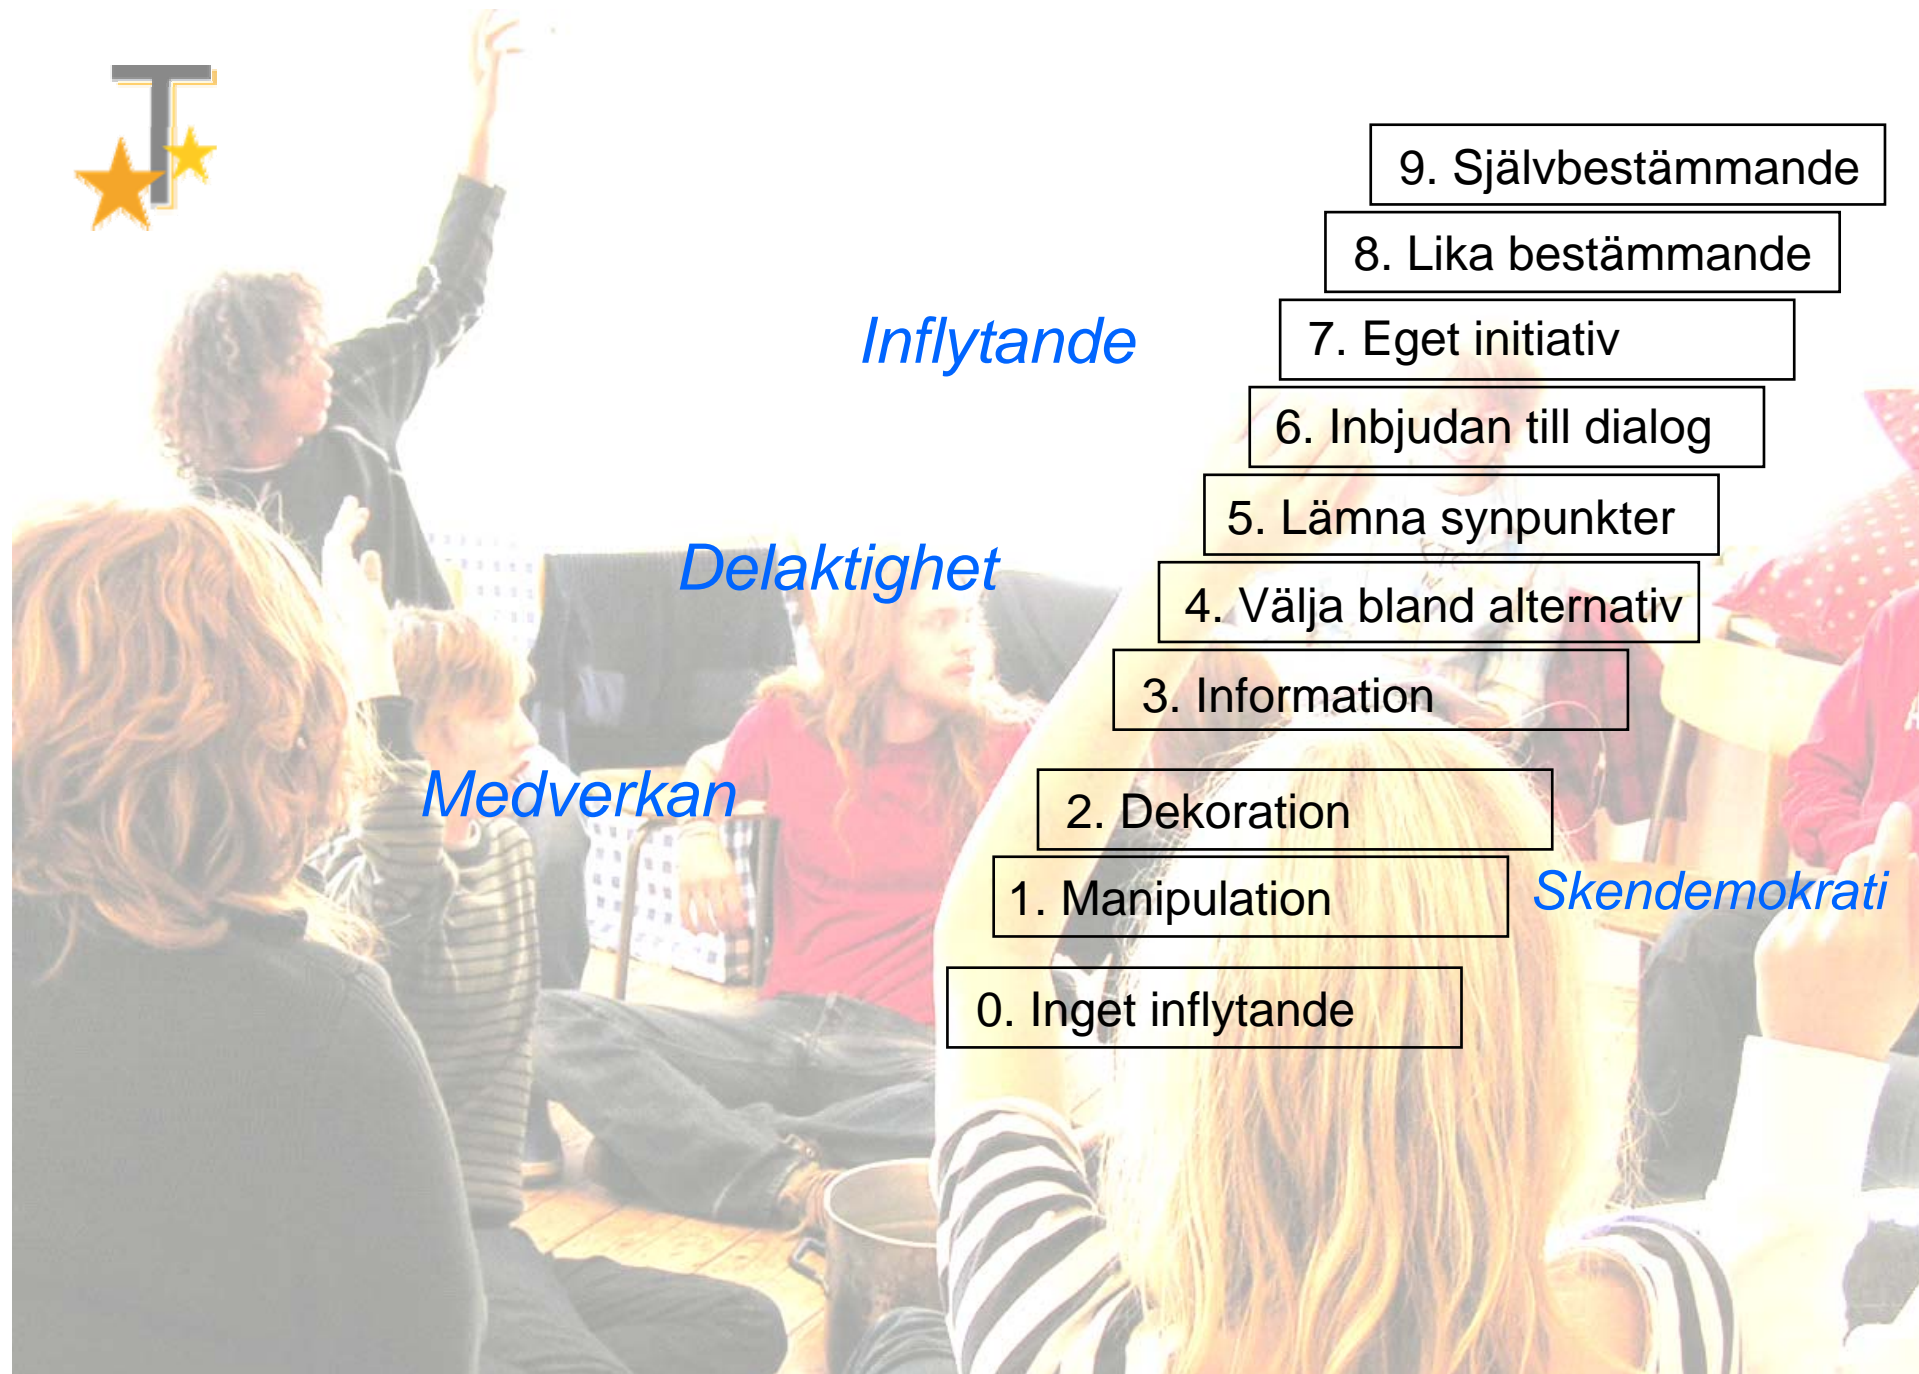 T
9. Självbestämmande
8. Lika bestämmande
Inflytande
7. Eget initiativ
6. Inbjudan till dialog
5. Lämna synpunkter
Delaktighet
4. Välja bland alternativ
3. Information
Medverkan
2. Dekoration
1. Manipulation
Skendemokrati
0. Inget inflytande